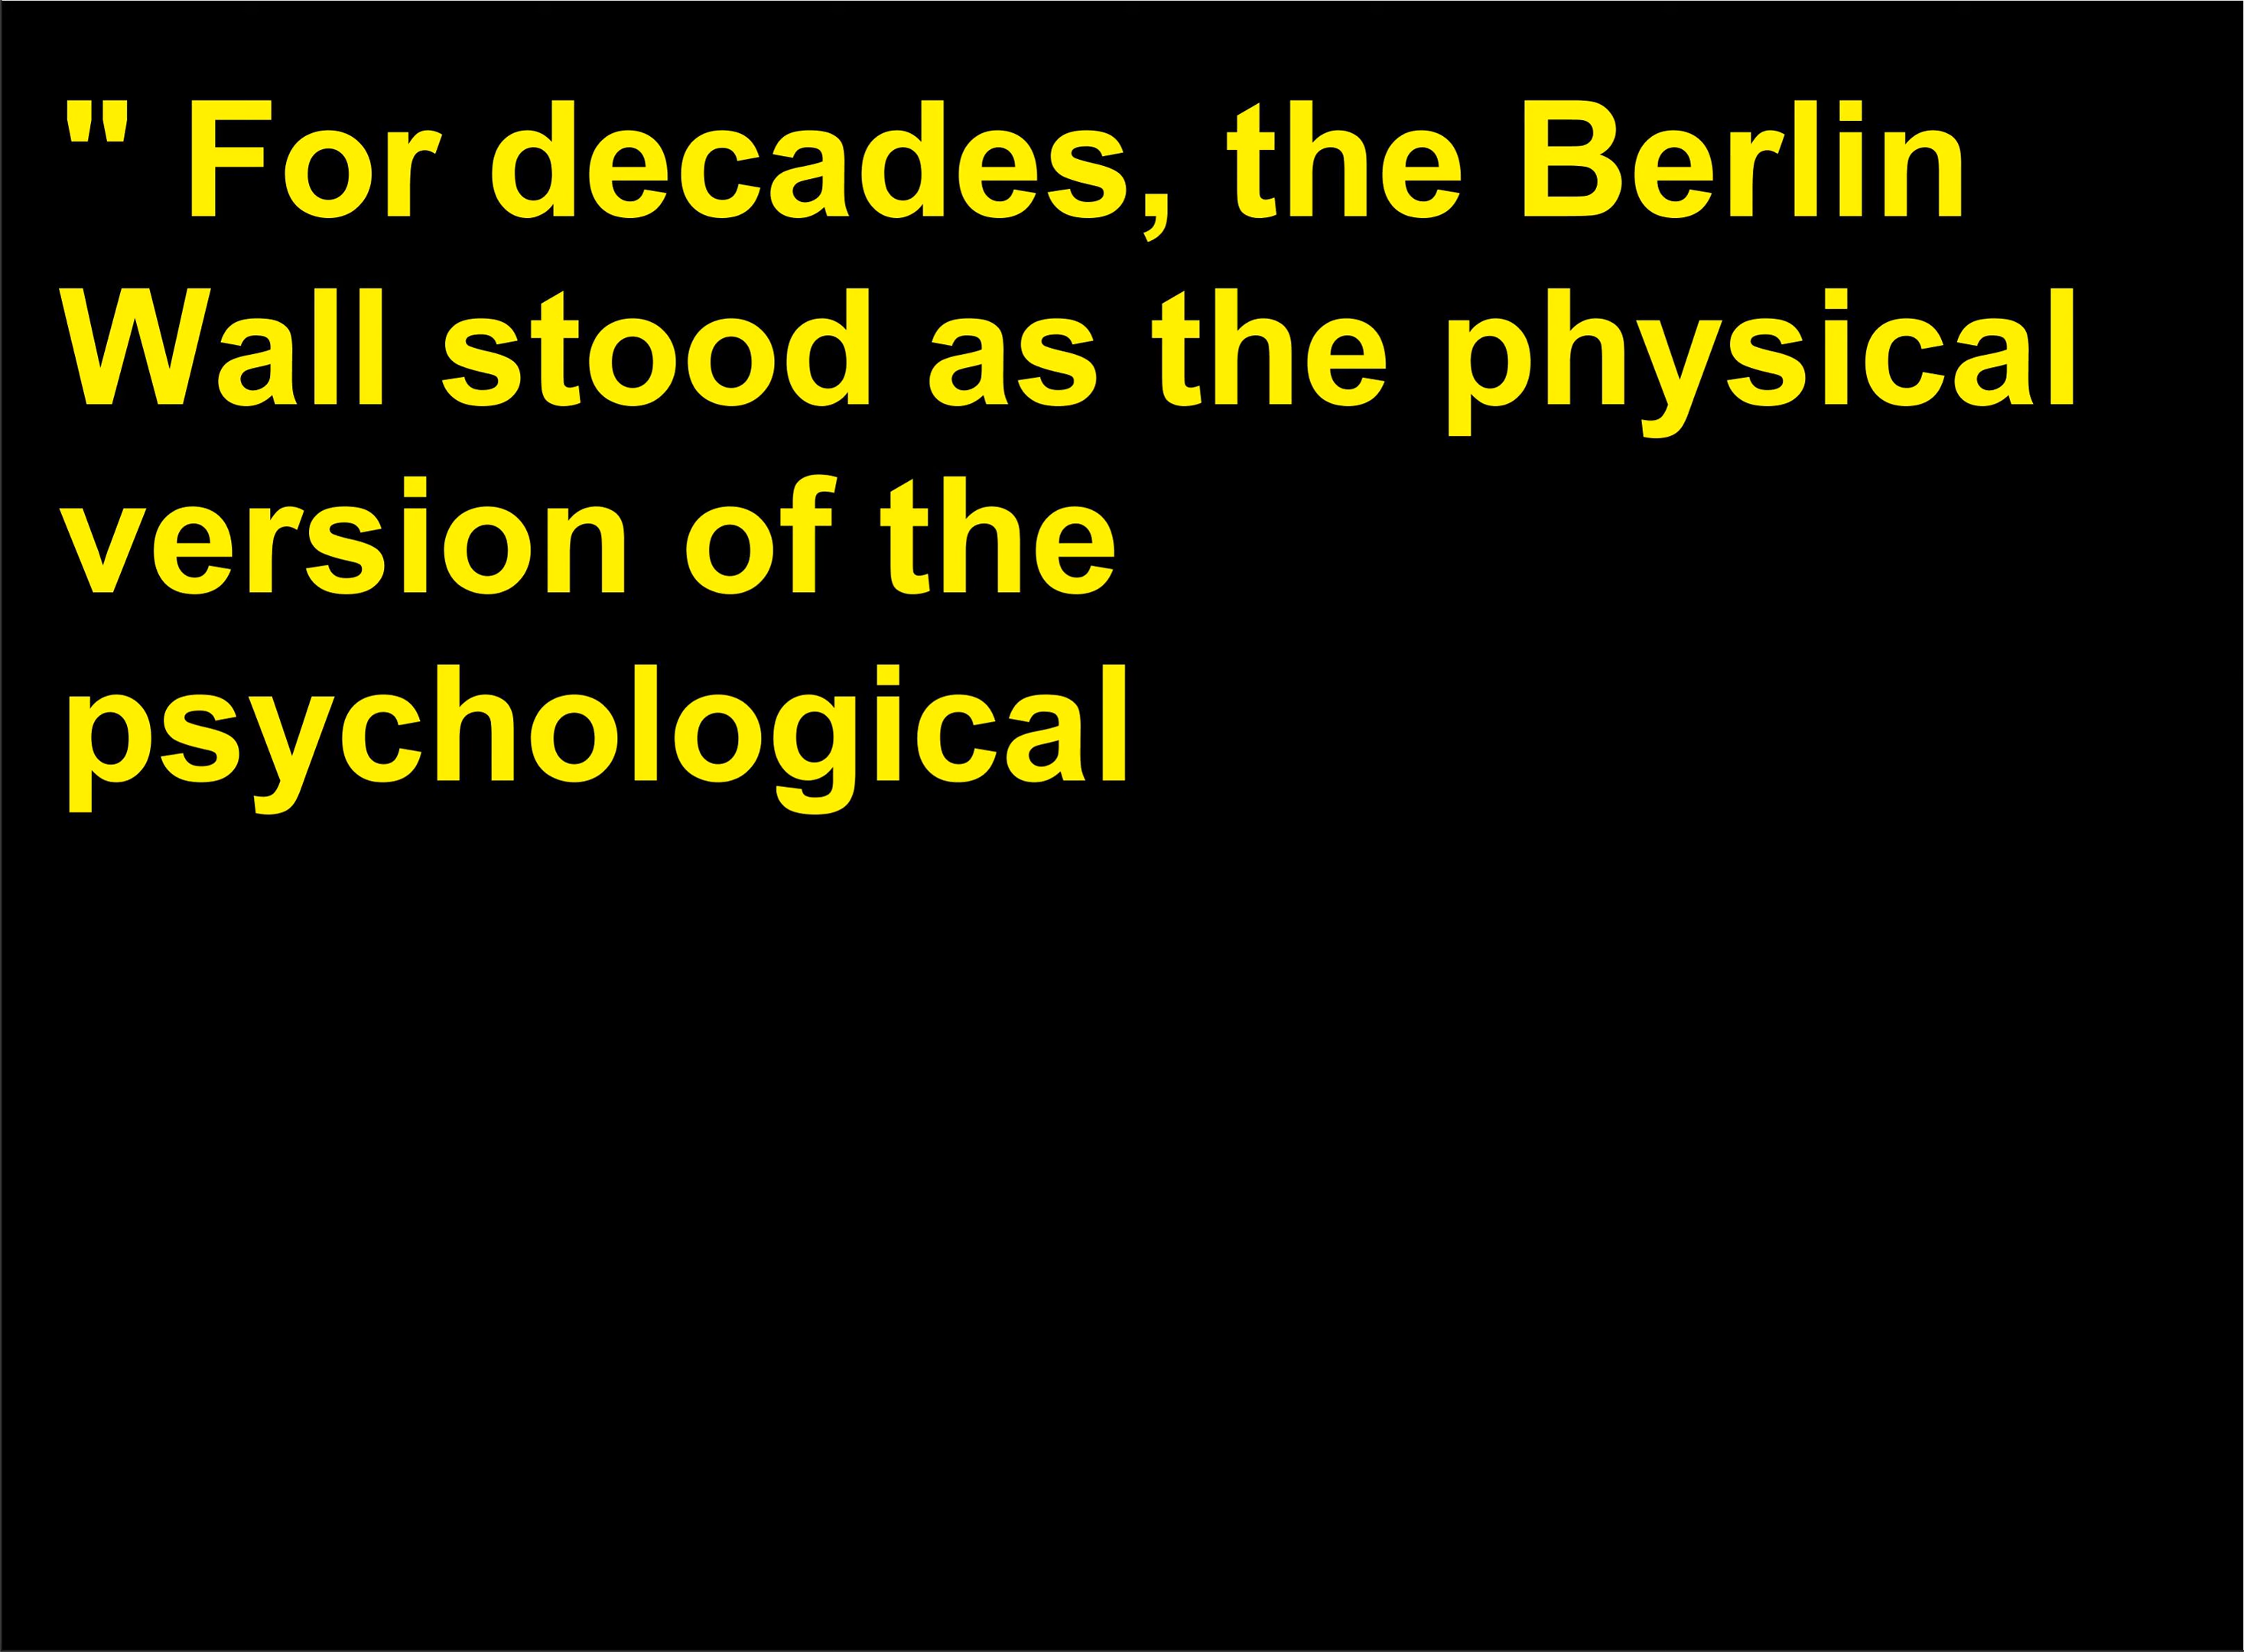 " For decades, the Berlin
Wall stood as the physical
version of the
psychological